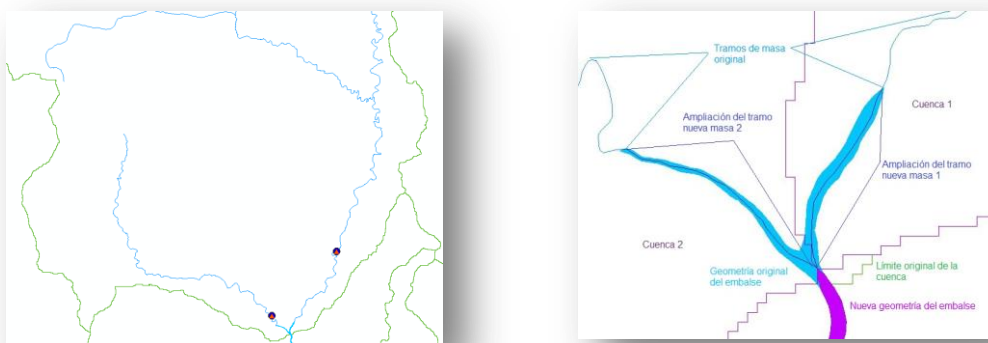 Tramos de masa
original
Cuenca 1
Ampliación del tramo
nueva masa 2
Ampliación del tramo
nueva masa 1
Cuenca 2
Geometría original
del embalse
Límite original de la
cuenca
Nueva geometría del embalse